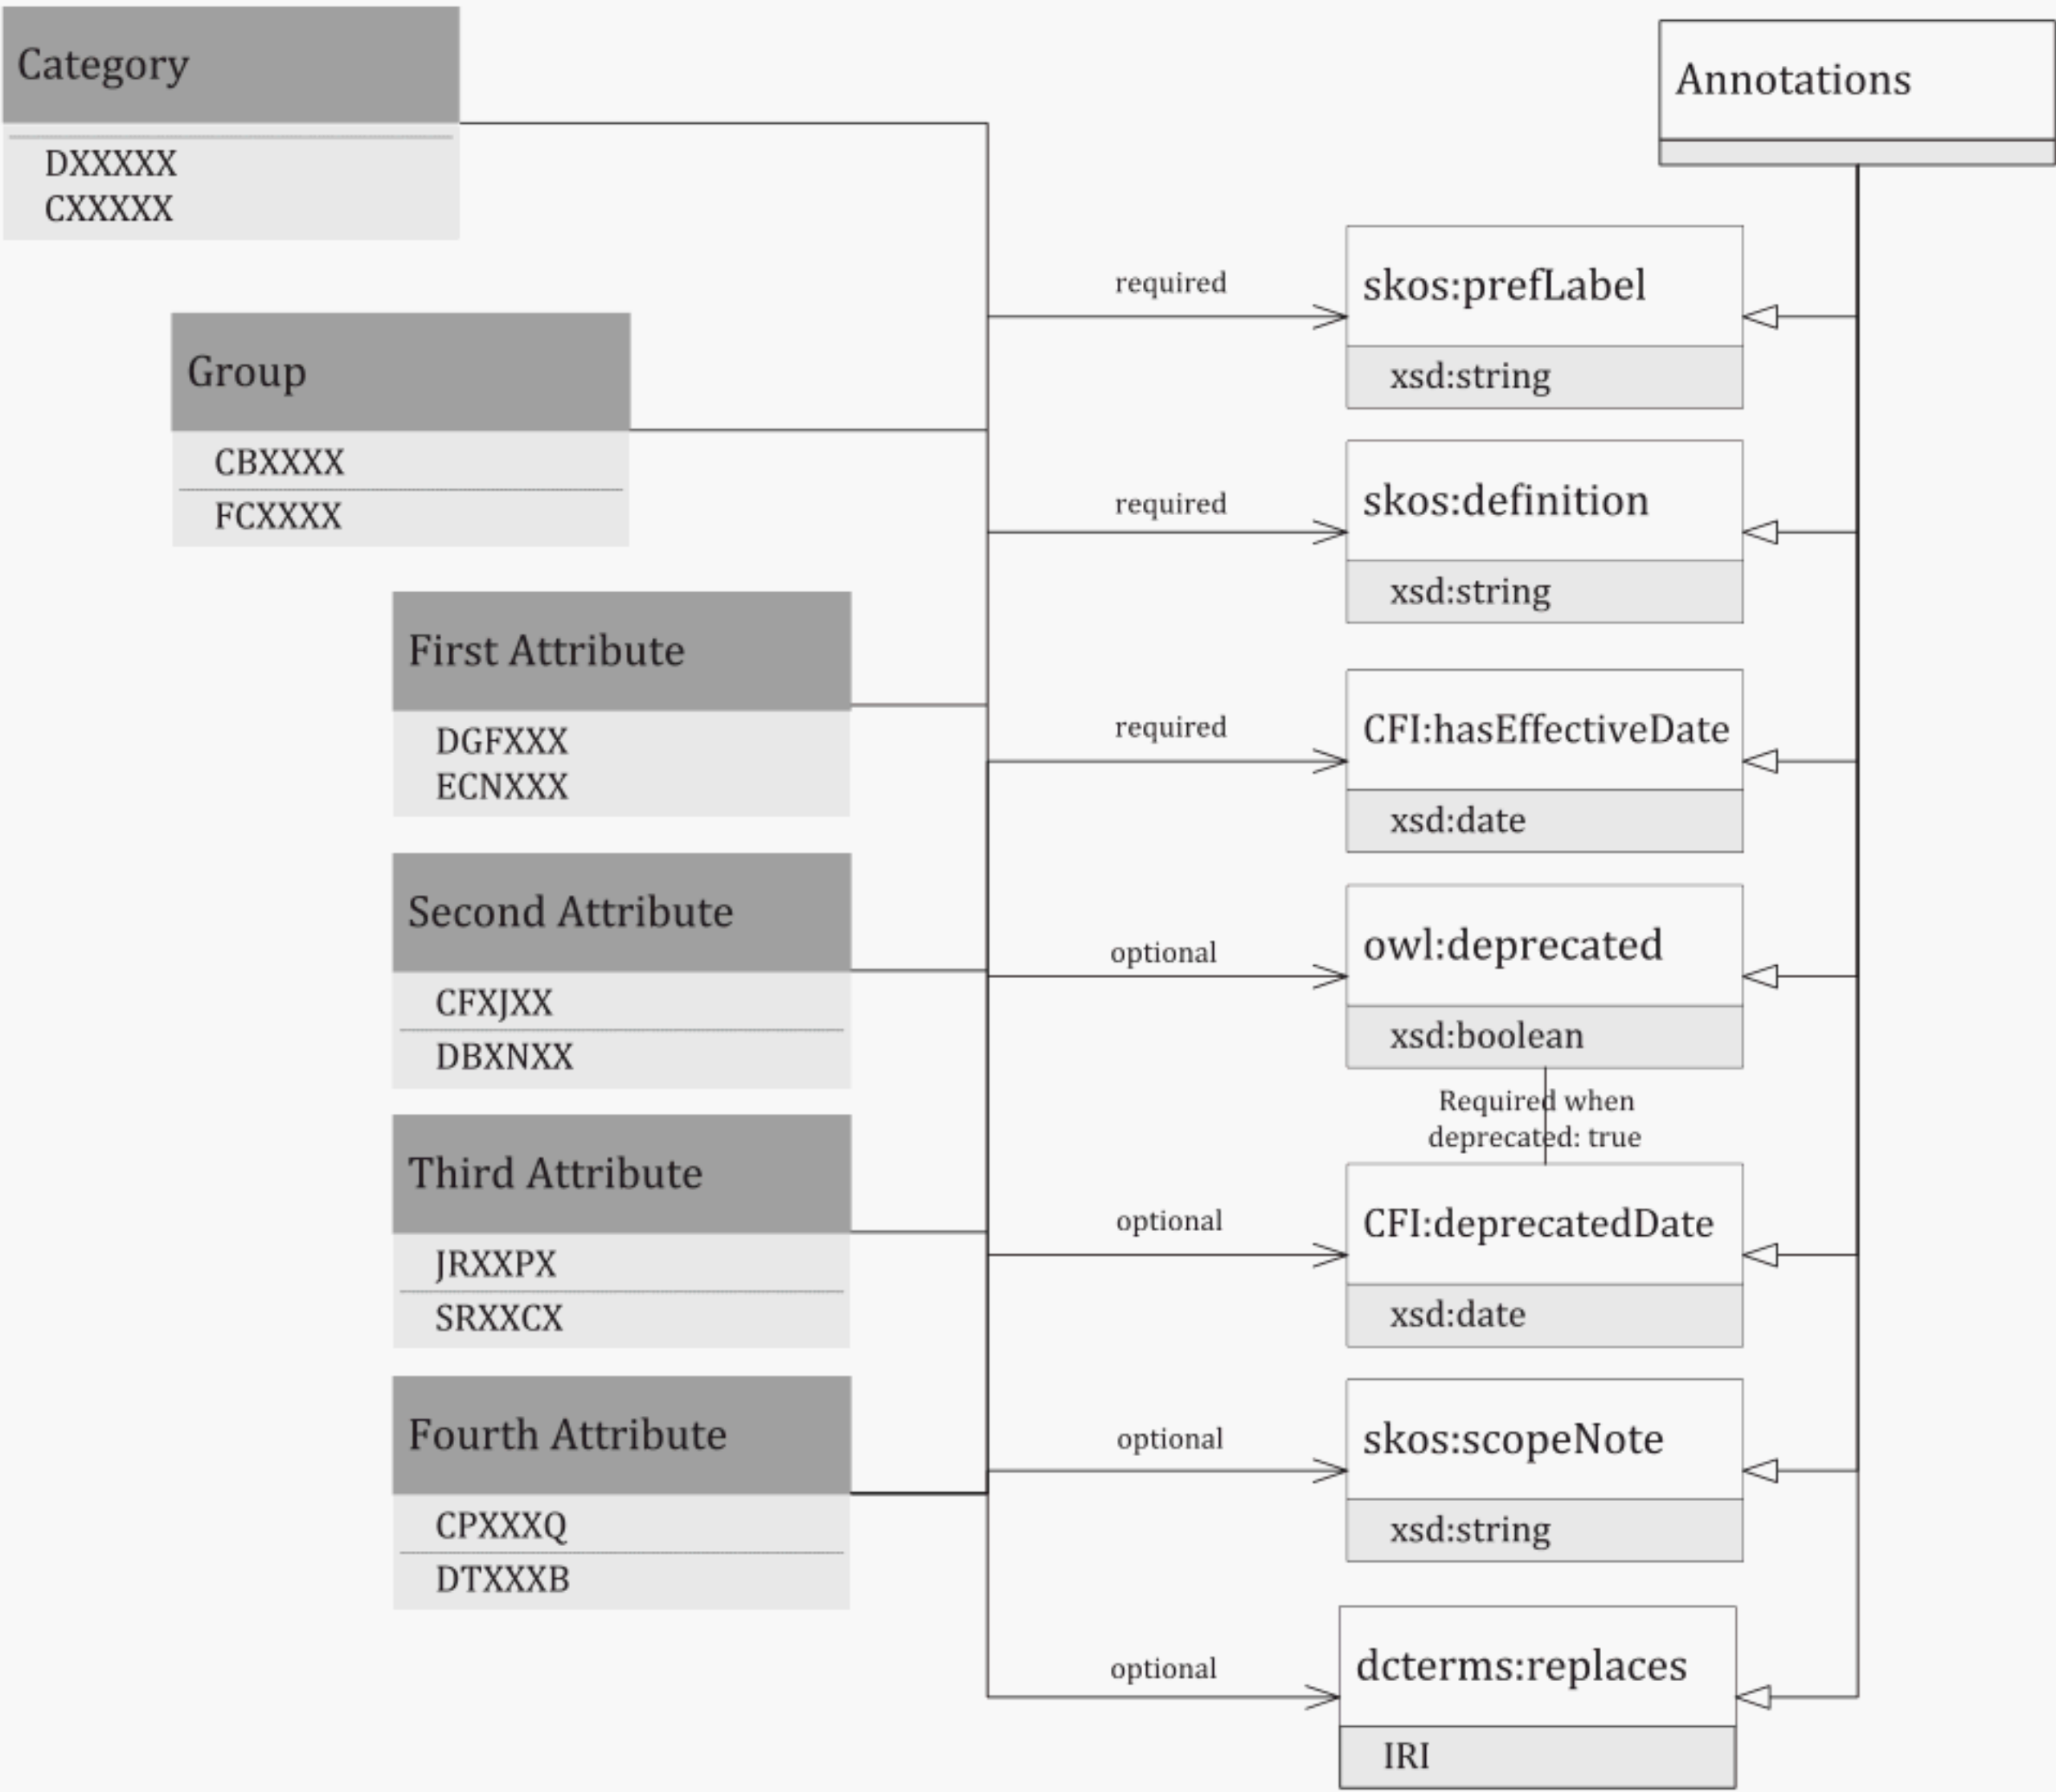 Category
DXXXXX
CXXXXX
Group
CBXXXX
FCXXXX
First Attribute
DGFXXX
ECNXXX
Second Attribute
CFXJXX
DBXNXX
Third Attribute
JRXXPX
SRXXCX
Fourth Attribute
CPXXXQ
DTXXXB
Annotations
required
skos:prefLabel
xsd:string
required
skos:definition
xsd:string
required
CFI:hasEffectiveDate
xsd:date
optional
owl:deprecated
xsd:boolean
Required when
deprecated: true
optional
CFI:deprecatedDate
xsd:date
optional
skos:scopeNote
xsd:string
optional
dcterms:replaces
IRI